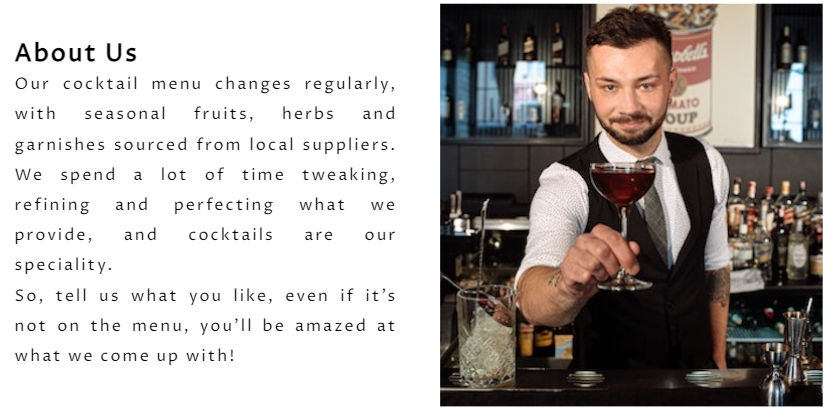 About Us
Our cocktail menu changes regularly,
with seasonal fruits, herbs and
garnishes sourced from local suppliers.
We spend a lot of time tweaking,
refining and perfecting what we
provide, and cocktails are our
speciality.
So, tell us what you like, even if it's
not on the menu, you'll be amazed at
what we come up with!
Campbell's
TOMATO
SOUP